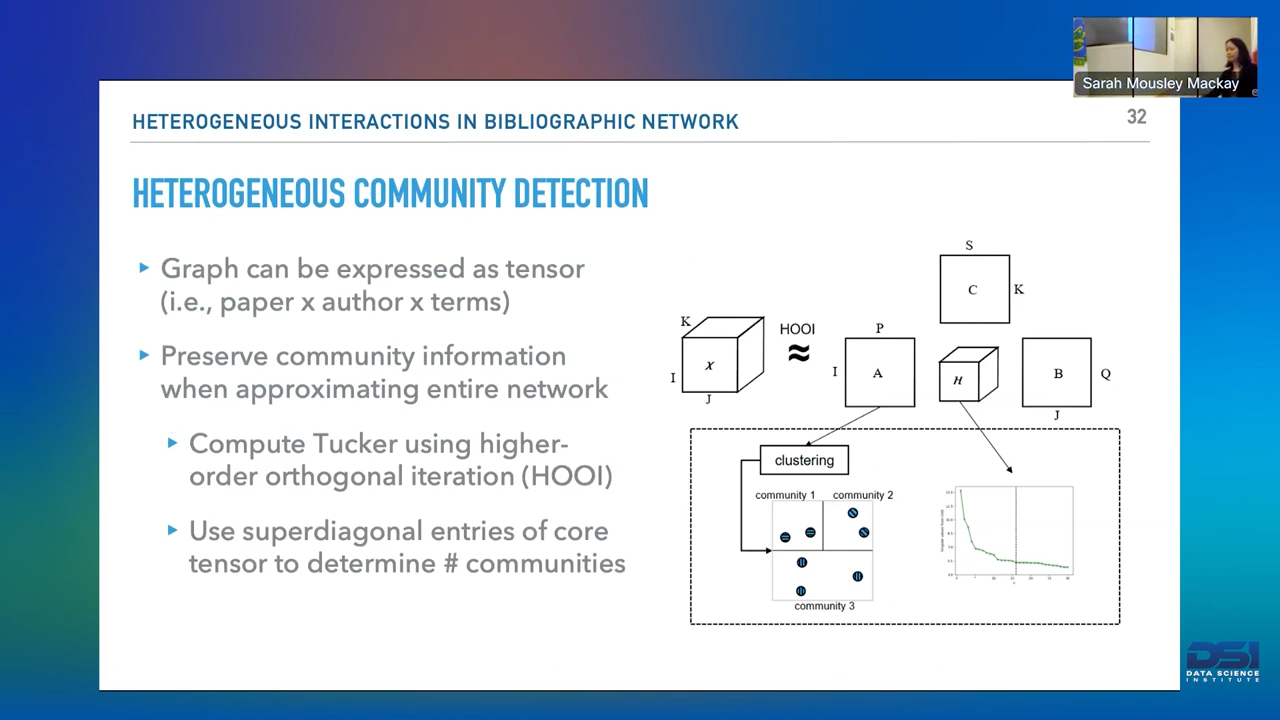 Sarah Mousley Mackay
HETEROGENEOUS INTERACTIONS IN BIBLIOGRAPHIC NETWORK
32
HETEROGENEOUS COMMUNITY DETECTION
Graph can be expressed as tensor
(i.e., paper x author x terms)
Preserve community information
when approximating entire network
Compute Tucker using higher-
order orthogonal iteration (HOOI)
Use superdiagonal entries of core
tensor to determine # communities
S
C
K
K
X
I
J
HOOI
≈
P
I
A
H
B
Q
J
clustering
community 1
community 2
community 3
DSI
DATA SCIENCE
INSTITUTE